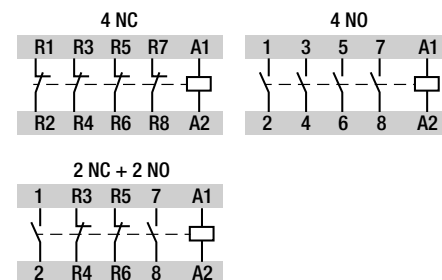 4 NC
R1 R3 R5 R7 A1
R2 R4 R6 R8 A2
4 NO
1 3 5 7 A1
2 4 6 8 A2
2 NC + 2 NO
1 R3 R5 7 A1
2 R4 R6 8 A2